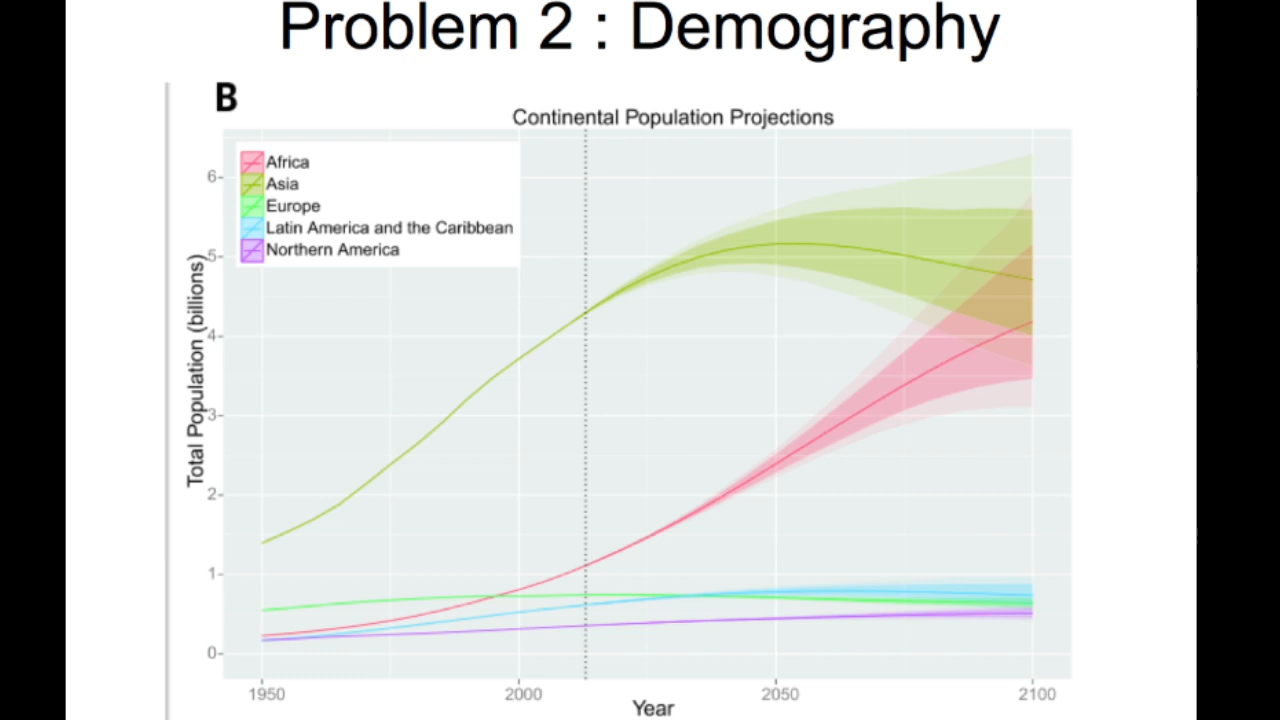 Problem 2 : Demography
B
Continental Population Projections
Africa
Asia
Europe
Latin America and the Caribbean
Northern America
Total Population (billions)
6
5
4
3
2
1
0
1950
2000
2050
2100
Year